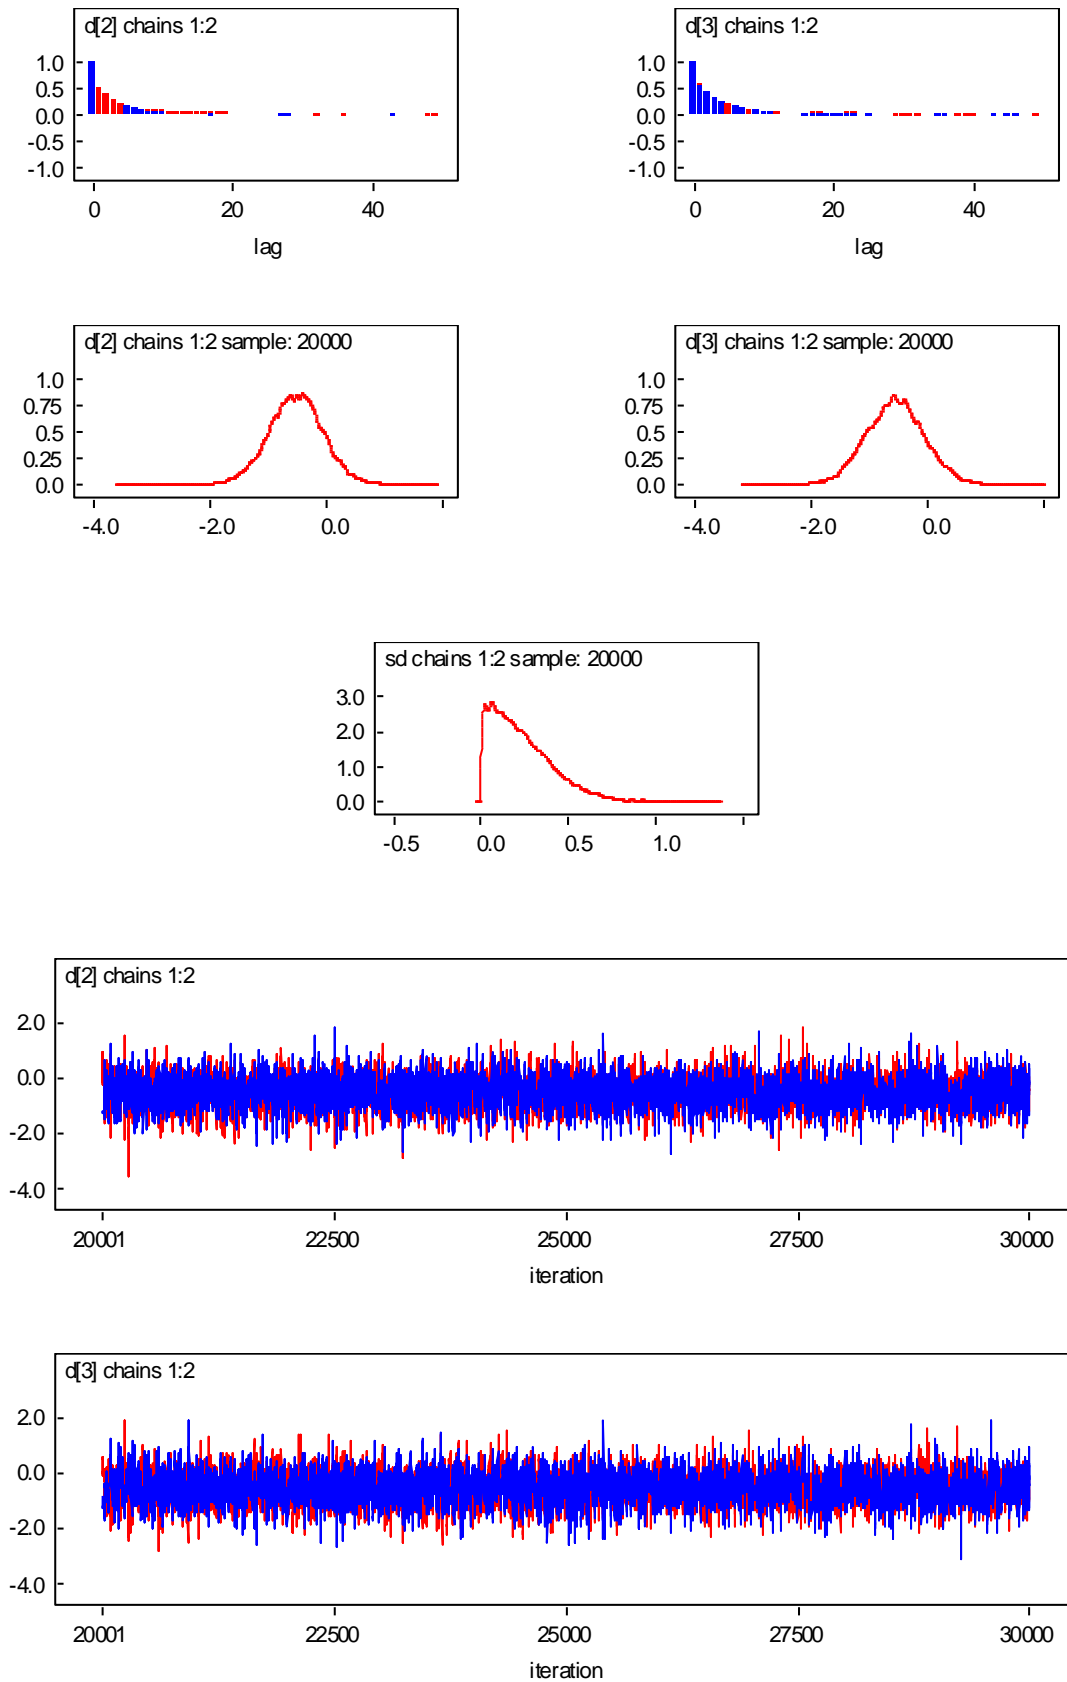 d[2] chains 1:2
1.0
0.5
0.0
-0.5
-1.0
0 20 40
lag
d[3] chains 1:2
1.0
0.5
0.0
-0.5
-1.0
0 20 40
lag
d[2] chains 1:2 sample: 20000
1.0
0.75
0.5
0.25
0.0
-4.0 -2.0 0.0
d[3] chains 1:2 sample: 20000
1.0
0.75
0.5
0.25
0.0
-4.0 -2.0 0.0
sd chains 1:2 sample: 20000
3.0
2.0
1.0
0.0
-0.5 0.0 0.5 1.0
d[2] chains 1:2
2.0
0.0
-2.0
-4.0
20001 22500 25000 27500 30000
iteration
d[3] chains 1:2
2.0
0.0
-2.0
-4.0
20001 22500 25000 27500 30000
iteration